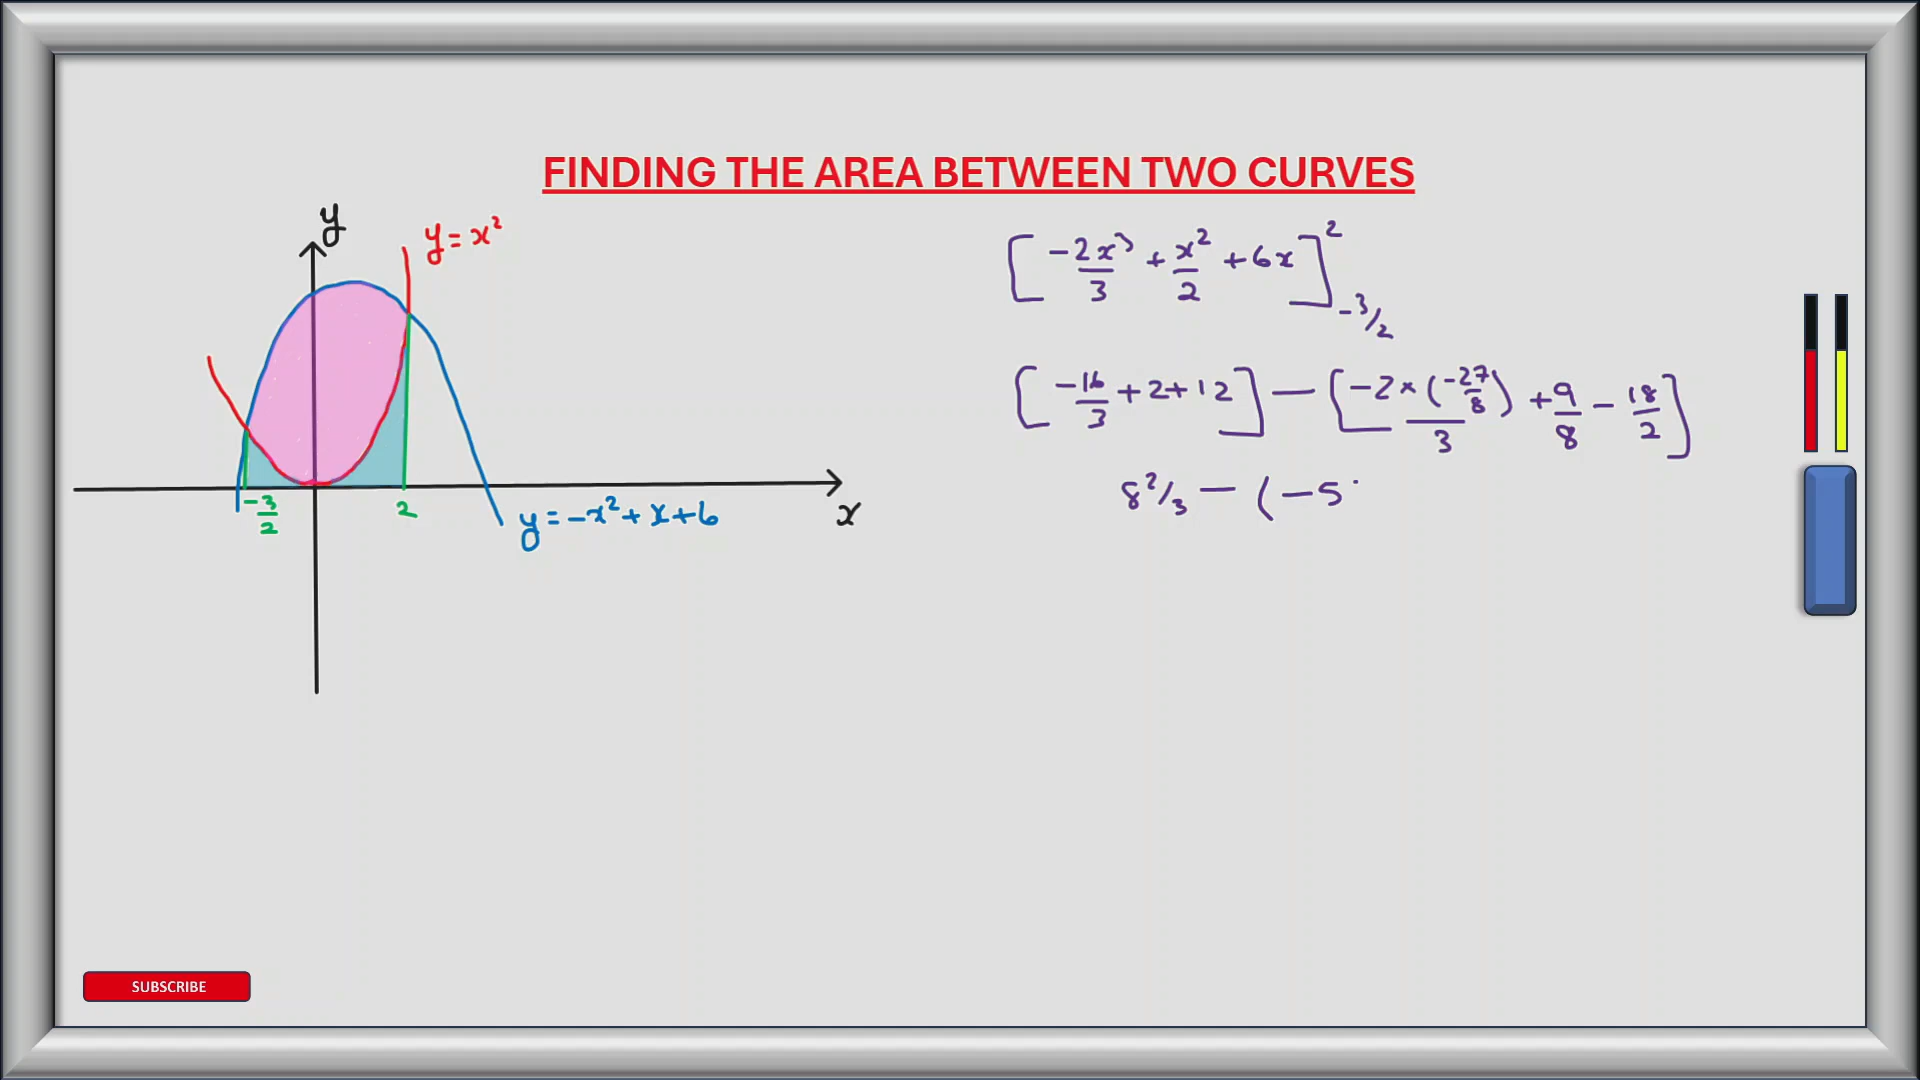 FINDING THE AREA BETWEEN TWO CURVES
y
y = x²
[-2x³/3 + x²/2 + 6x]²₋₃/₂
[-16/3 + 2 + 12] — [-2 × (-27/8)/3 + 9/8 - 18/2]
8 2/3 — (-5
-3/2
2
y = -x² + x + 6
x
SUBSCRIBE